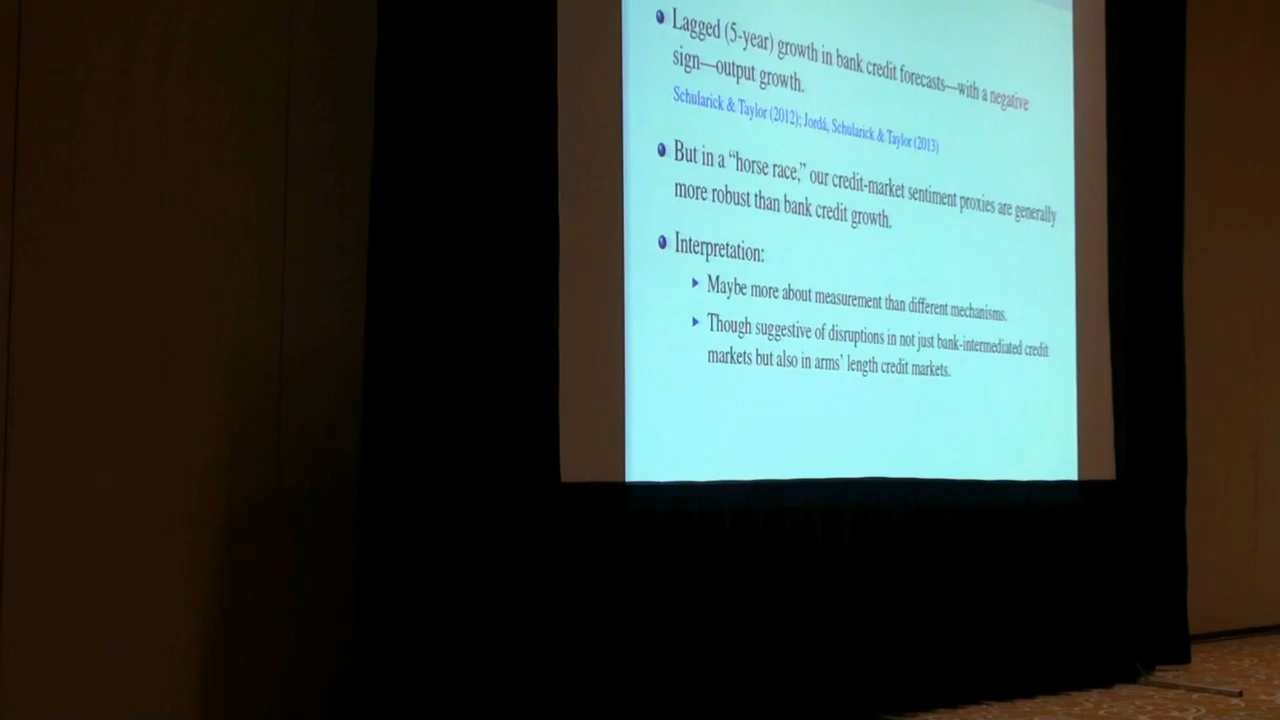 Lagged (5-year) growth in bank credit forecasts—with a negative
sign—output growth.
Schularick & Taylor (2012); Jordá, Schularick & Taylor (2013)
But in a “horse race,” our credit-market sentiment proxies are generally
more robust than bank credit growth.
Interpretation:
Maybe more about measurement than different mechanisms.
Though suggestive of disruptions in not just bank-intermediated credit
markets but also in arms’ length credit markets.